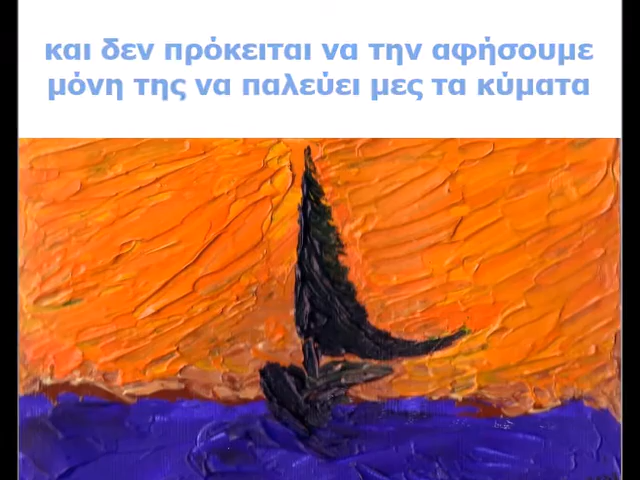 και δεν πρόκειται να την αφήσουμε
μόνη της να παλεύει μες τα κύματα